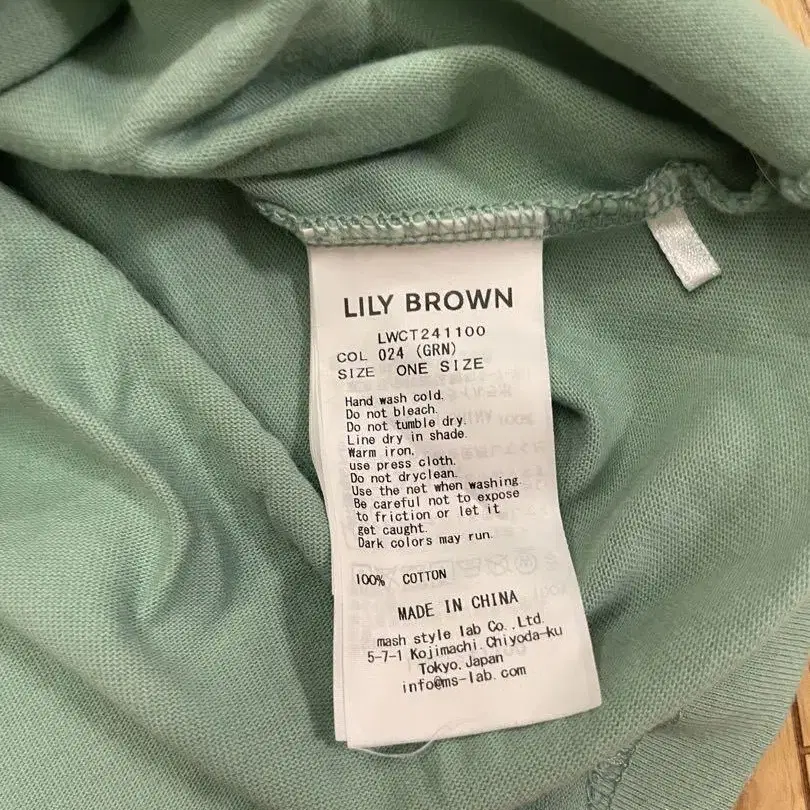 LILY BROWN
LWCT241100
COL 024 (GRN)
SIZE ONE SIZE
Hand wash cold.
Do not bleach.
Do not tumble dry.
Line dry in shade.
Warm iron,
use press cloth.
Do not dryclean.
Use the net when washing.
Be careful not to expose
to friction or let it
get caught.
Dark colors may run.
100% COTTON
MADE IN CHINA
mash style lab Co.,Ltd.
5-7-1 Kojimachi.Chiyoda-ku
Tokyo.Japan
info@ms-lab.com